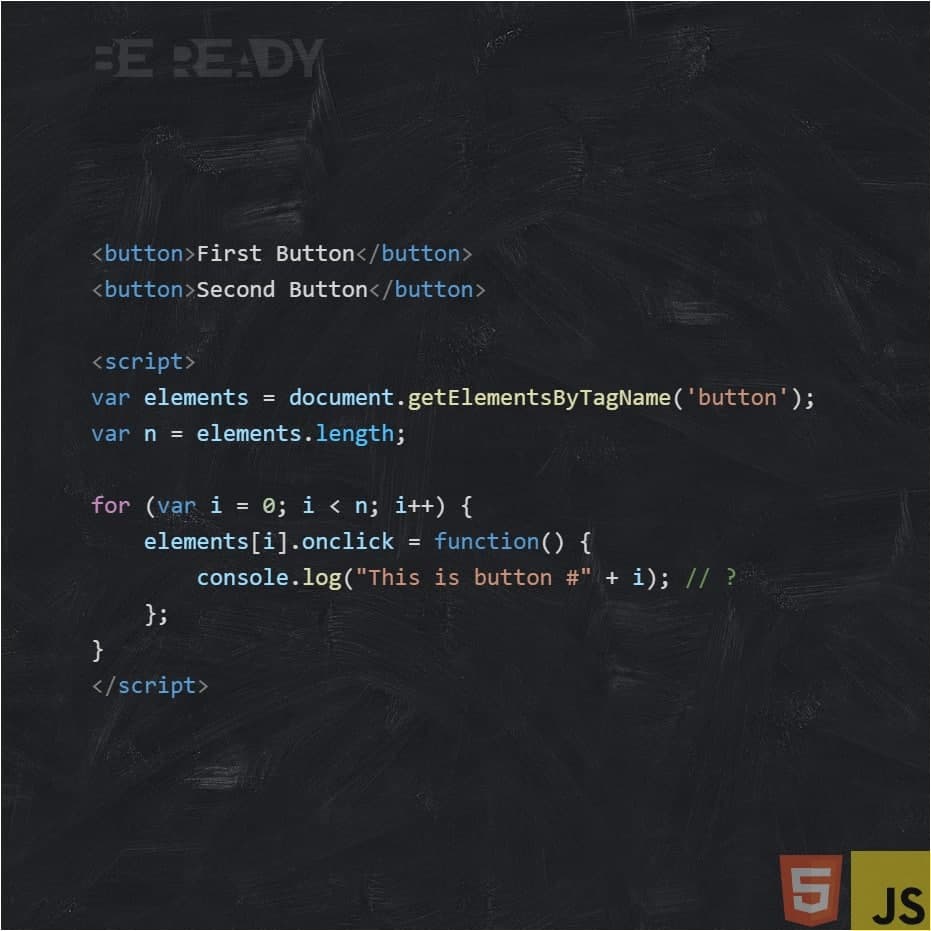 BE READY
<button>First Button</button>
<button>Second Button</button>
<script>
var elements = document.getElementsByTagName('button');
var n = elements.length;
for (var i = 0; i < n; i++) {
    elements[i].onclick = function() {
        console.log("This is button #" + i); // ?
    };
}
</script>
5
JS